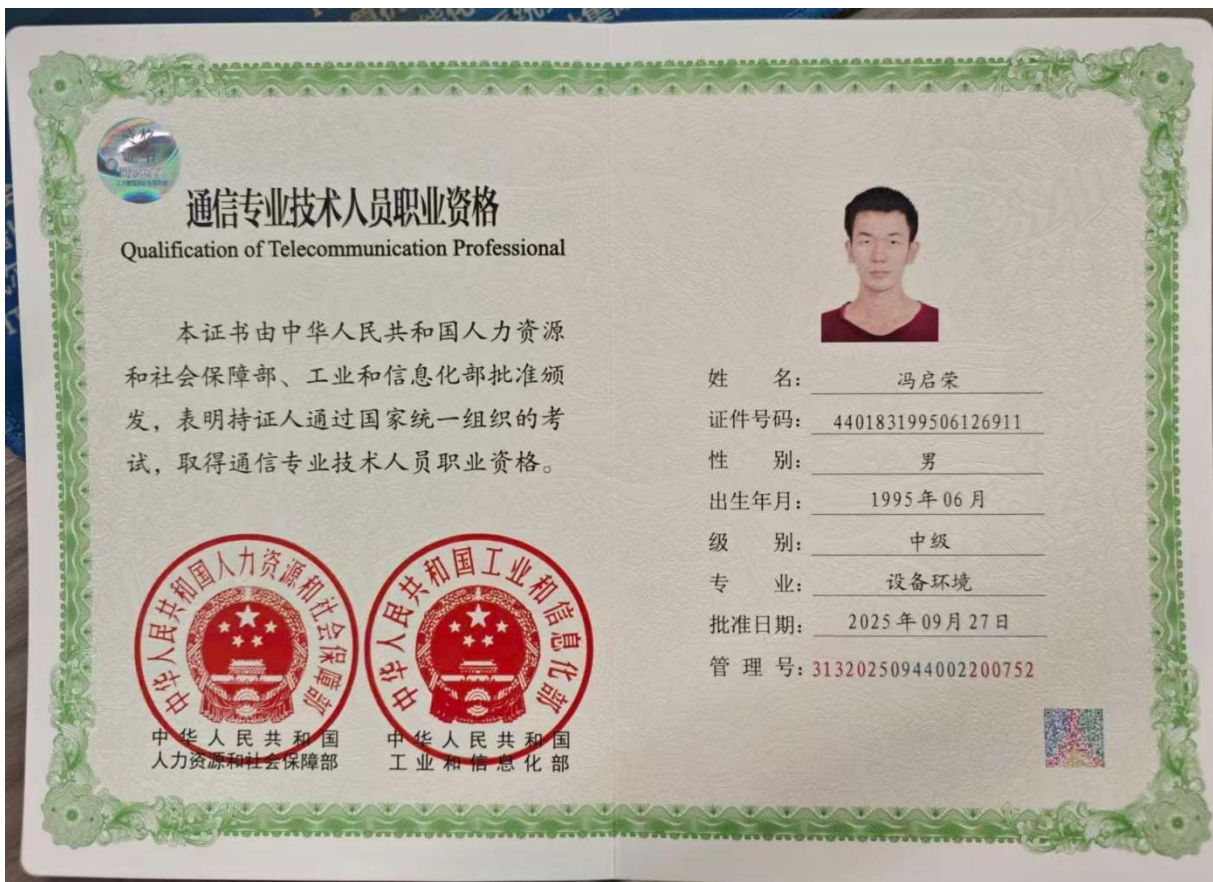 通信专业技术人员职业资格
Qualification of Telecommunication Professional
本证书由中华人民共和国人力资源
和社会保障部、工业和信息化部批准颁
发，表明持证人通过国家统一组织的考
试，取得通信专业技术人员职业资格。
中华人民共和国人力资源和社会保障部
中华人民共和国
人力资源和社会保障部
中华人民共和国工业和信息化部
中华人民共和国
工业和信息化部
姓 名： 冯启荣
证件号码： 440183199506126911
性 别： 男
出生年月： 1995年06月
级 别： 中级
专 业： 设备环境
批准日期： 2025年09月27日
管 理 号：31320250944002200752